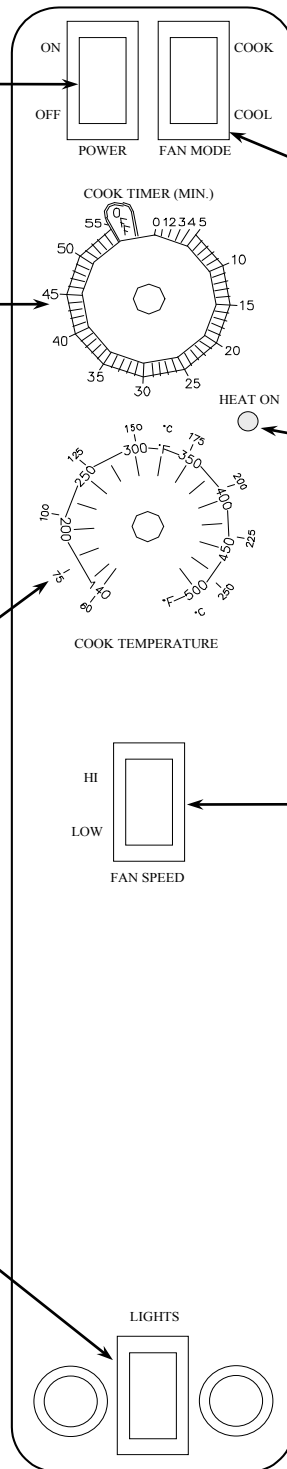 ON
COOK
OFF
COOL
POWER
FAN MODE
COOK TIMER (MIN.)
OFF
0 1 2 3 4 5
10
15
20
25
30
35
40
45
50
55
HEAT ON
60
75
100
125
150
°C
175
200
225
250
°C
140
200
250
300
°F
350
400
450
500
°F
COOK TEMPERATURE
HI
LOW
FAN SPEED
LIGHTS